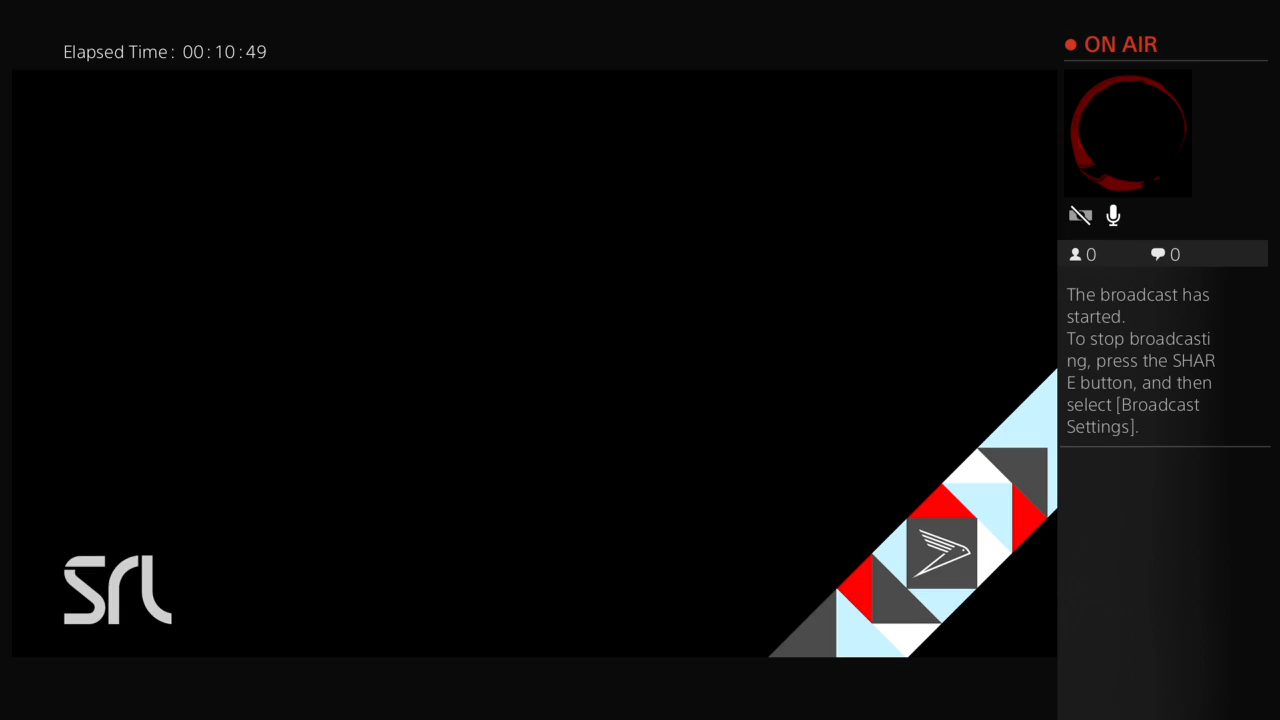 Elapsed Time: 00:10:49
ON AIR
0
0
The broadcast has
started.
To stop broadcasti
ng, press the SHAR
E button, and then
select [Broadcast
Settings].
srl